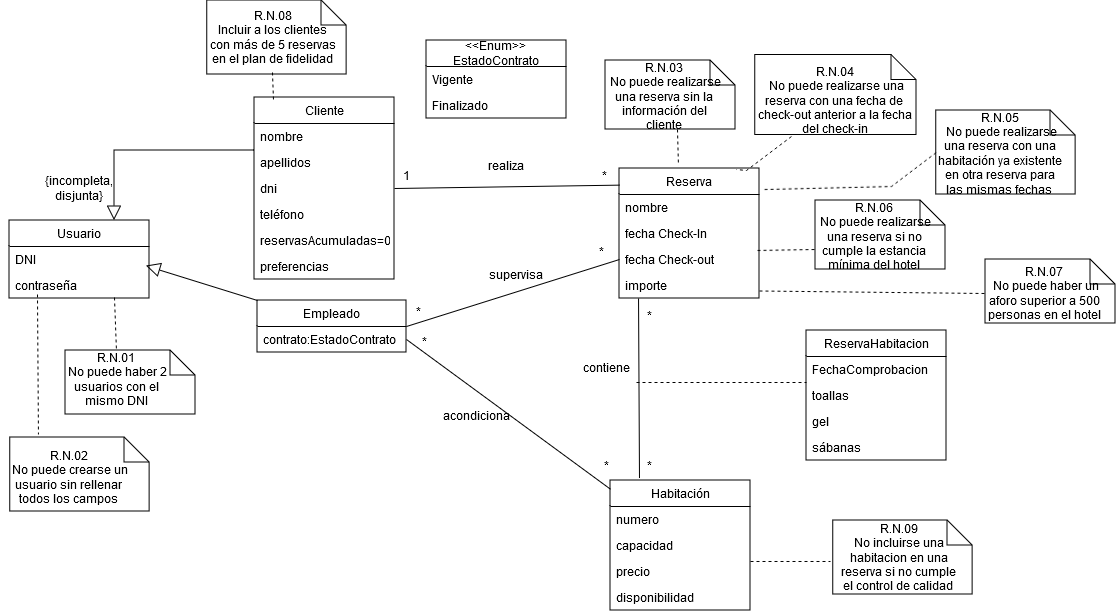 R.N.08
Incluir a los clientes
con más de 5 reservas
en el plan de fidelidad
<<Enum>>
EstadoContrato
Vigente
Finalizado
R.N.03
No puede realizarse
una reserva sin la
información del
cliente
R.N.04
No puede realizarse una
reserva con una fecha de
check-out anterior a la fecha
del check-in
R.N.05
No puede realizarse
una reserva con una
habitación ya existente
en otra reserva para
las mismas fechas
Cliente
nombre
apellidos
dni
teléfono
reservasAcumuladas=0
preferencias
1
realiza
*
Reserva
nombre
fecha Check-In
fecha Check-out
importe
{incompleta,
disjunta}
Usuario
DNI
contraseña
R.N.06
No puede realizarse
una reserva si no
cumple la estancia
mínima del hotel
R.N.07
No puede haber un
aforo superior a 500
personas en el hotel
*
supervisa
*
Empleado
contrato:EstadoContrato
*
*
contiene
ReservaHabitacion
FechaComprobacion
toallas
gel
sábanas
R.N.01
No puede haber 2
usuarios con el
mismo DNI
acondiciona
R.N.02
No puede crearse un
usuario sin rellenar
todos los campos
*
*
Habitación
numero
capacidad
precio
disponibilidad
R.N.09
No incluirse una
habitacion en una
reserva si no cumple
el control de calidad